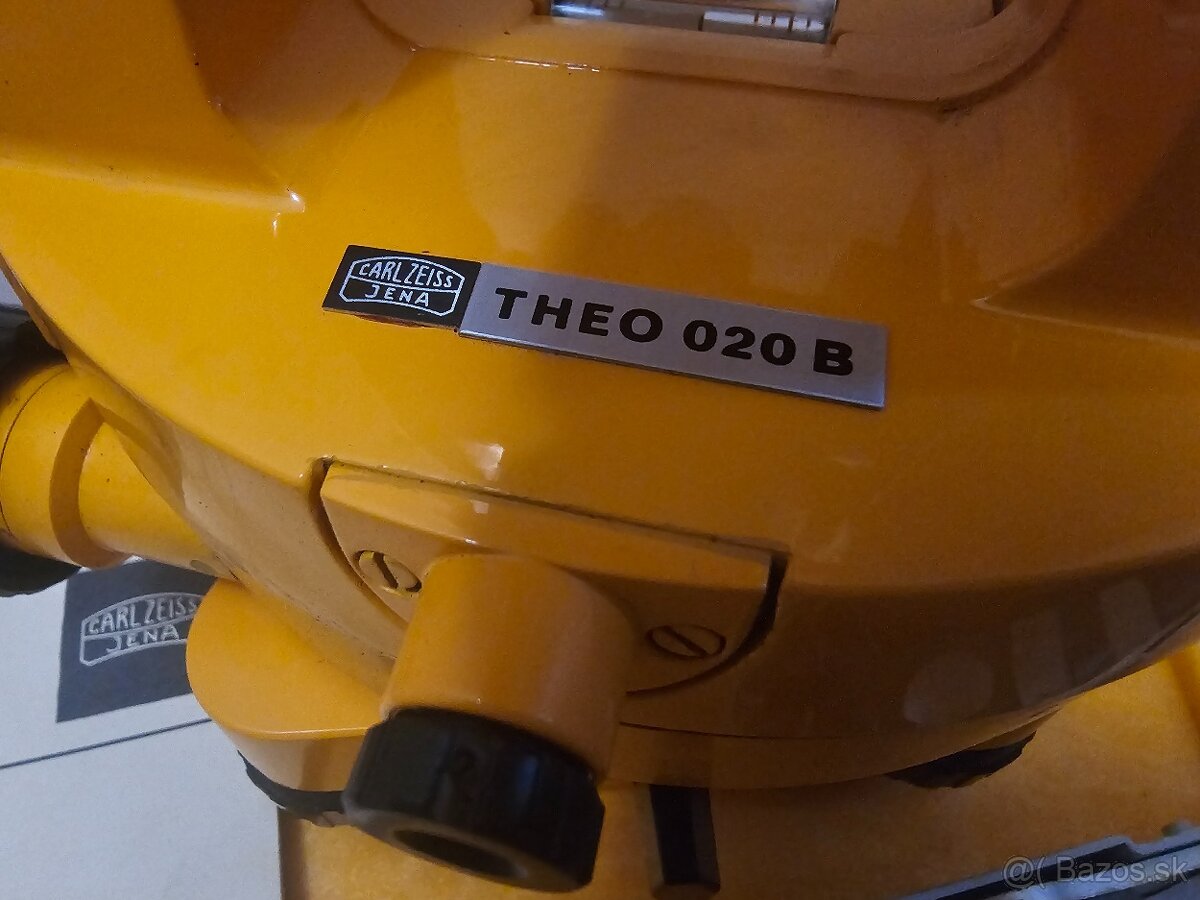 CARL ZEISS
JENA
THEO 020 B
CARL ZEISS
JENA
R
@( Bazos.sk